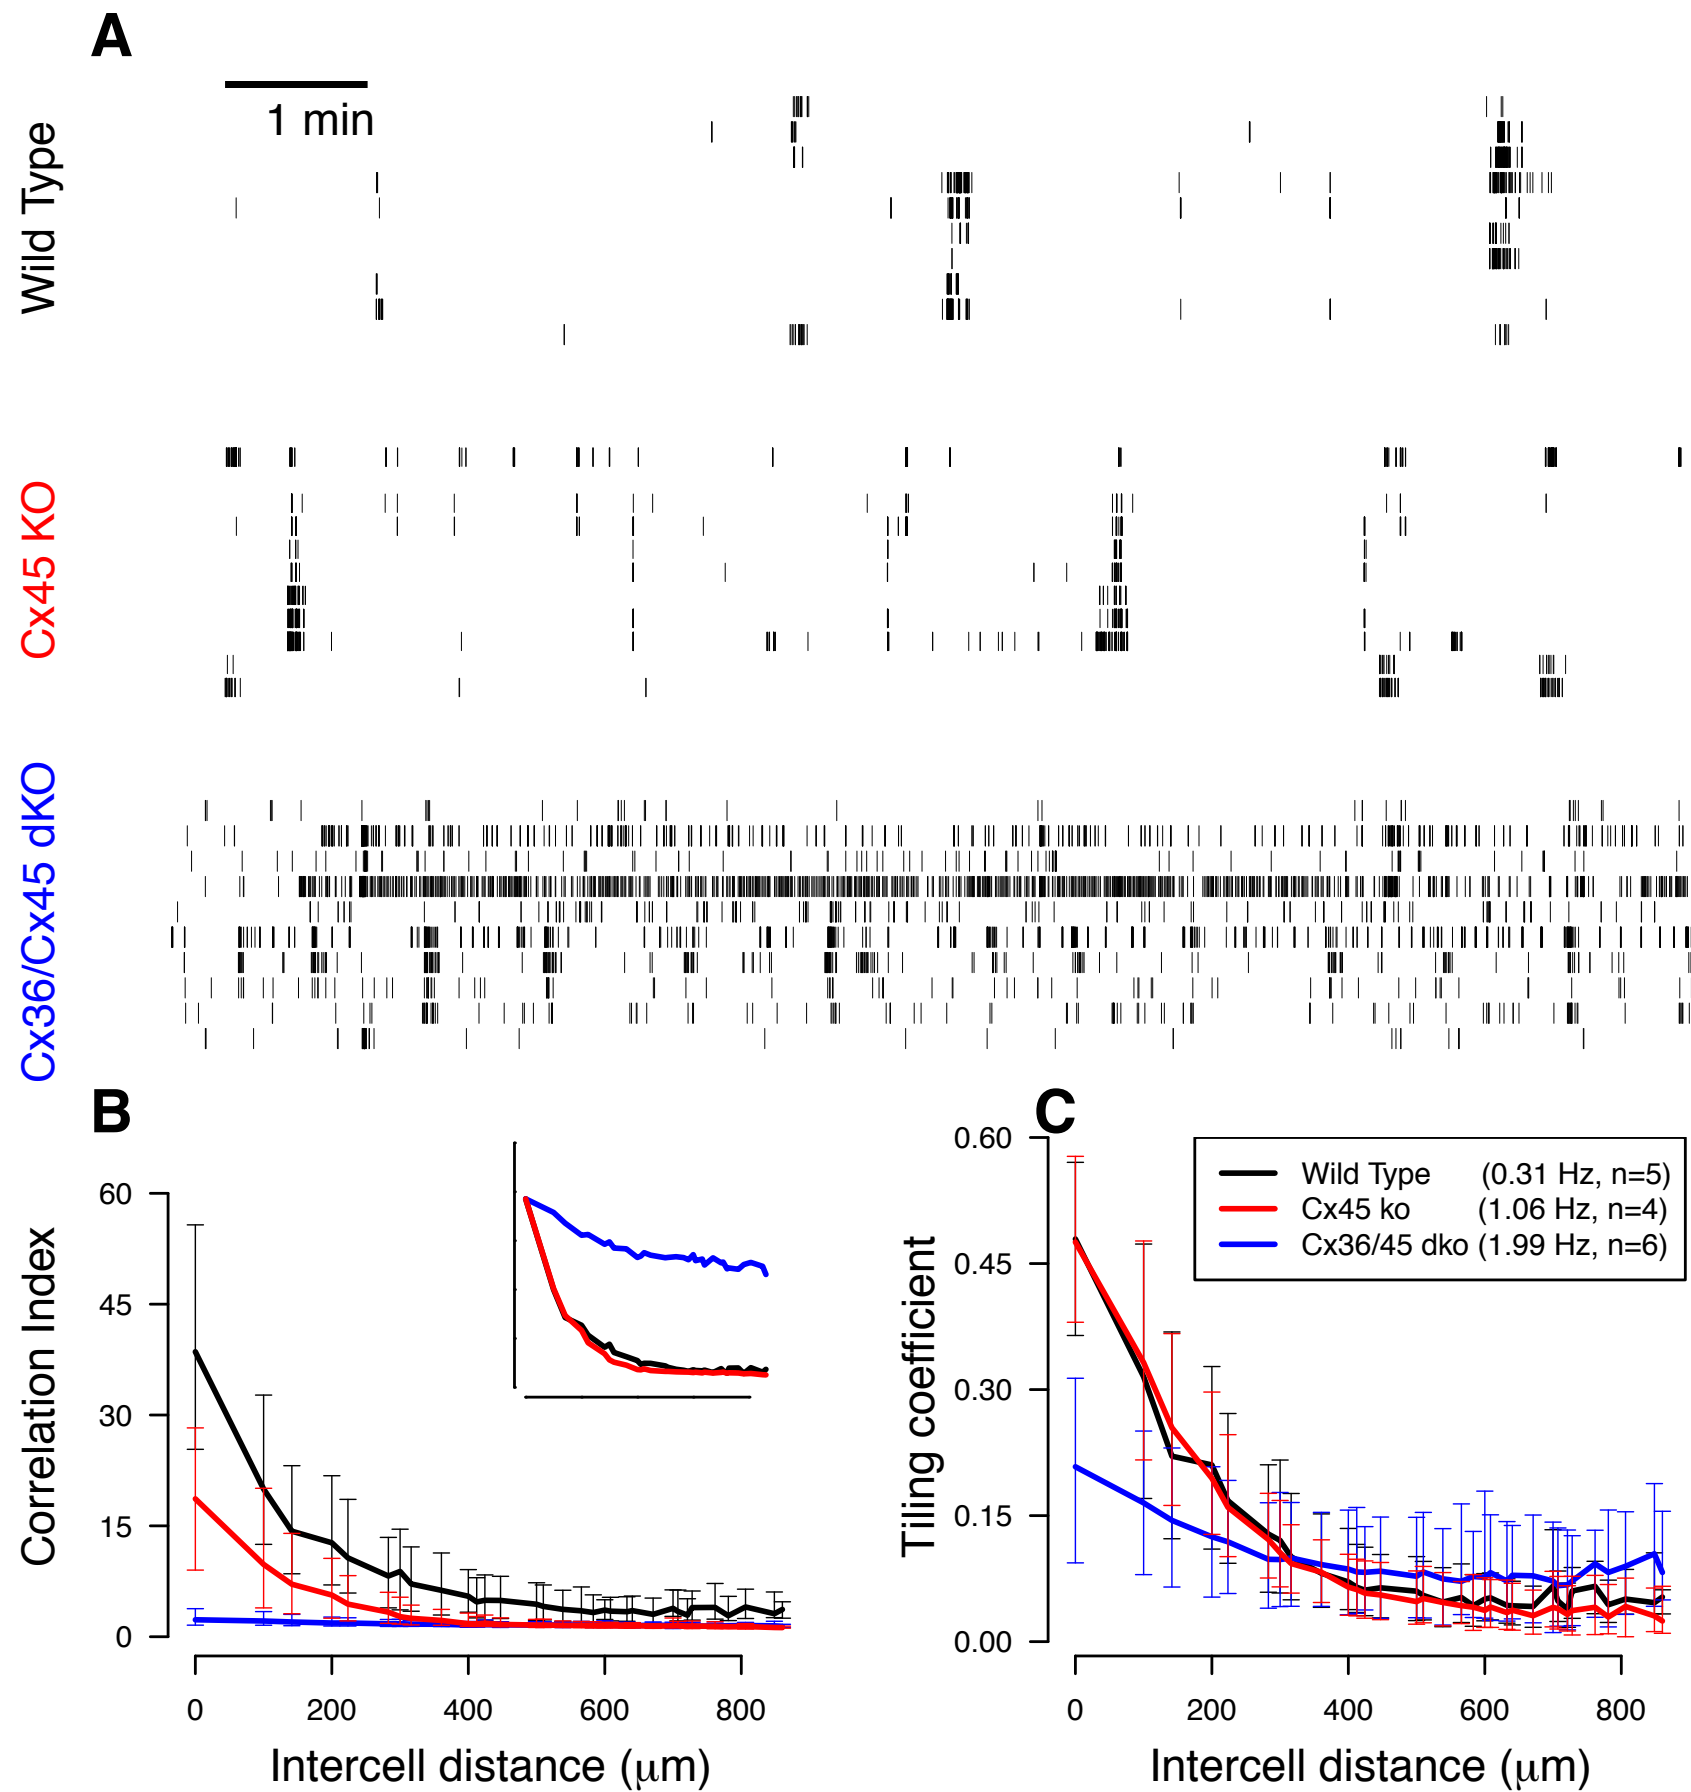 A
1 min
Wild Type
Cx45 KO
Cx36/Cx45 dKO
B
Correlation Index
60
45
30
15
0
0 200 400 600 800
Intercell distance (μm)
C
Tiling coefficient
0.60
0.45
0.30
0.15
0.00
Wild Type (0.31 Hz, n=5)
Cx45 ko (1.06 Hz, n=4)
Cx36/45 dko (1.99 Hz, n=6)
0 200 400 600 800
Intercell distance (μm)